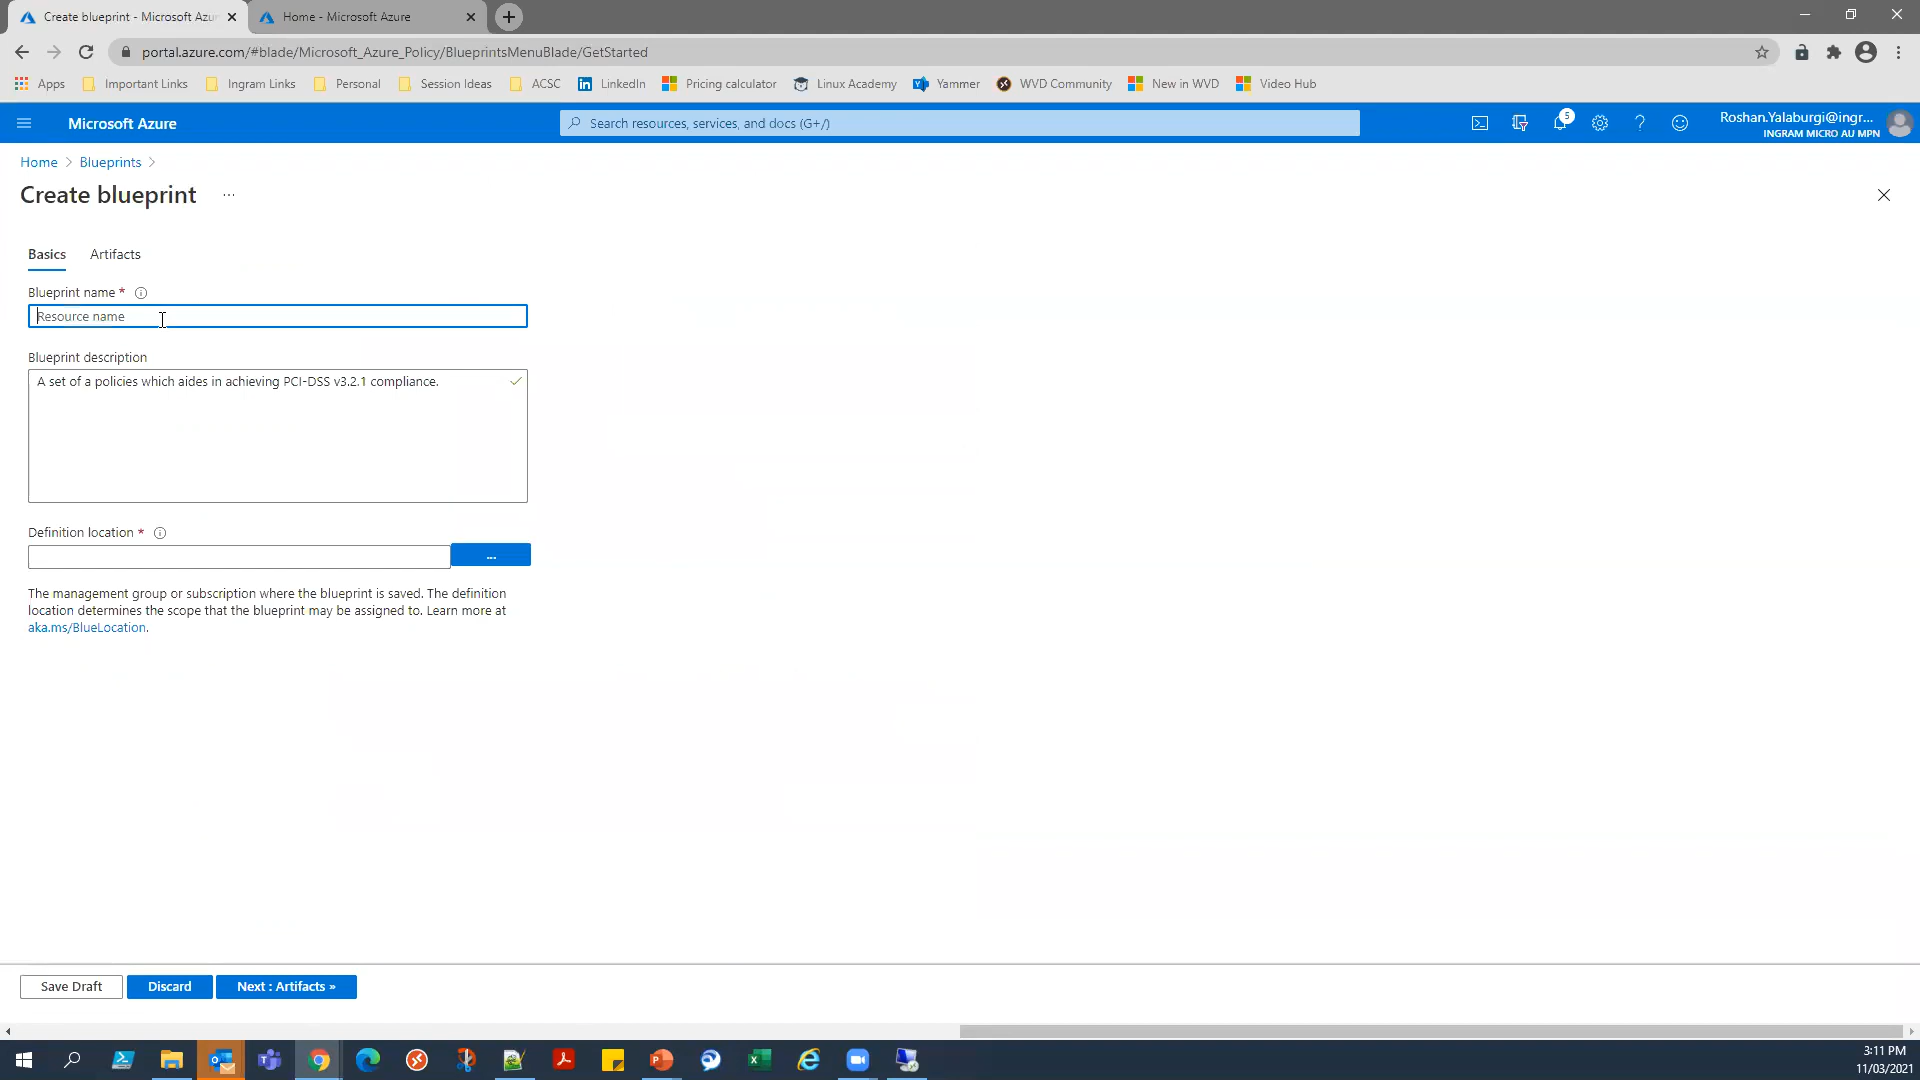 Create blueprint - Microsoft Azu
Home - Microsoft Azure
portal.azure.com/#blade/Microsoft_Azure_Policy/BlueprintsMenuBlade/GetStarted
Apps Important Links Ingram Links Personal Session Ideas ACSC LinkedIn Pricing calculator Linux Academy Yammer WVD Community New in WVD Video Hub
Microsoft Azure
Search resources, services, and docs (G+/)
5
Roshan.Yalaburgi@ingr...
INGRAM MICRO AU MPN
Home > Blueprints >
Create blueprint ...
Basics Artifacts
Blueprint name *
Resource name
Blueprint description
A set of a policies which aides in achieving PCI-DSS v3.2.1 compliance.
Definition location *
...
The management group or subscription where the blueprint is saved. The definition
location determines the scope that the blueprint may be assigned to. Learn more at
aka.ms/BlueLocation.
Save Draft Discard Next : Artifacts »
3:11 PM
11/03/2021